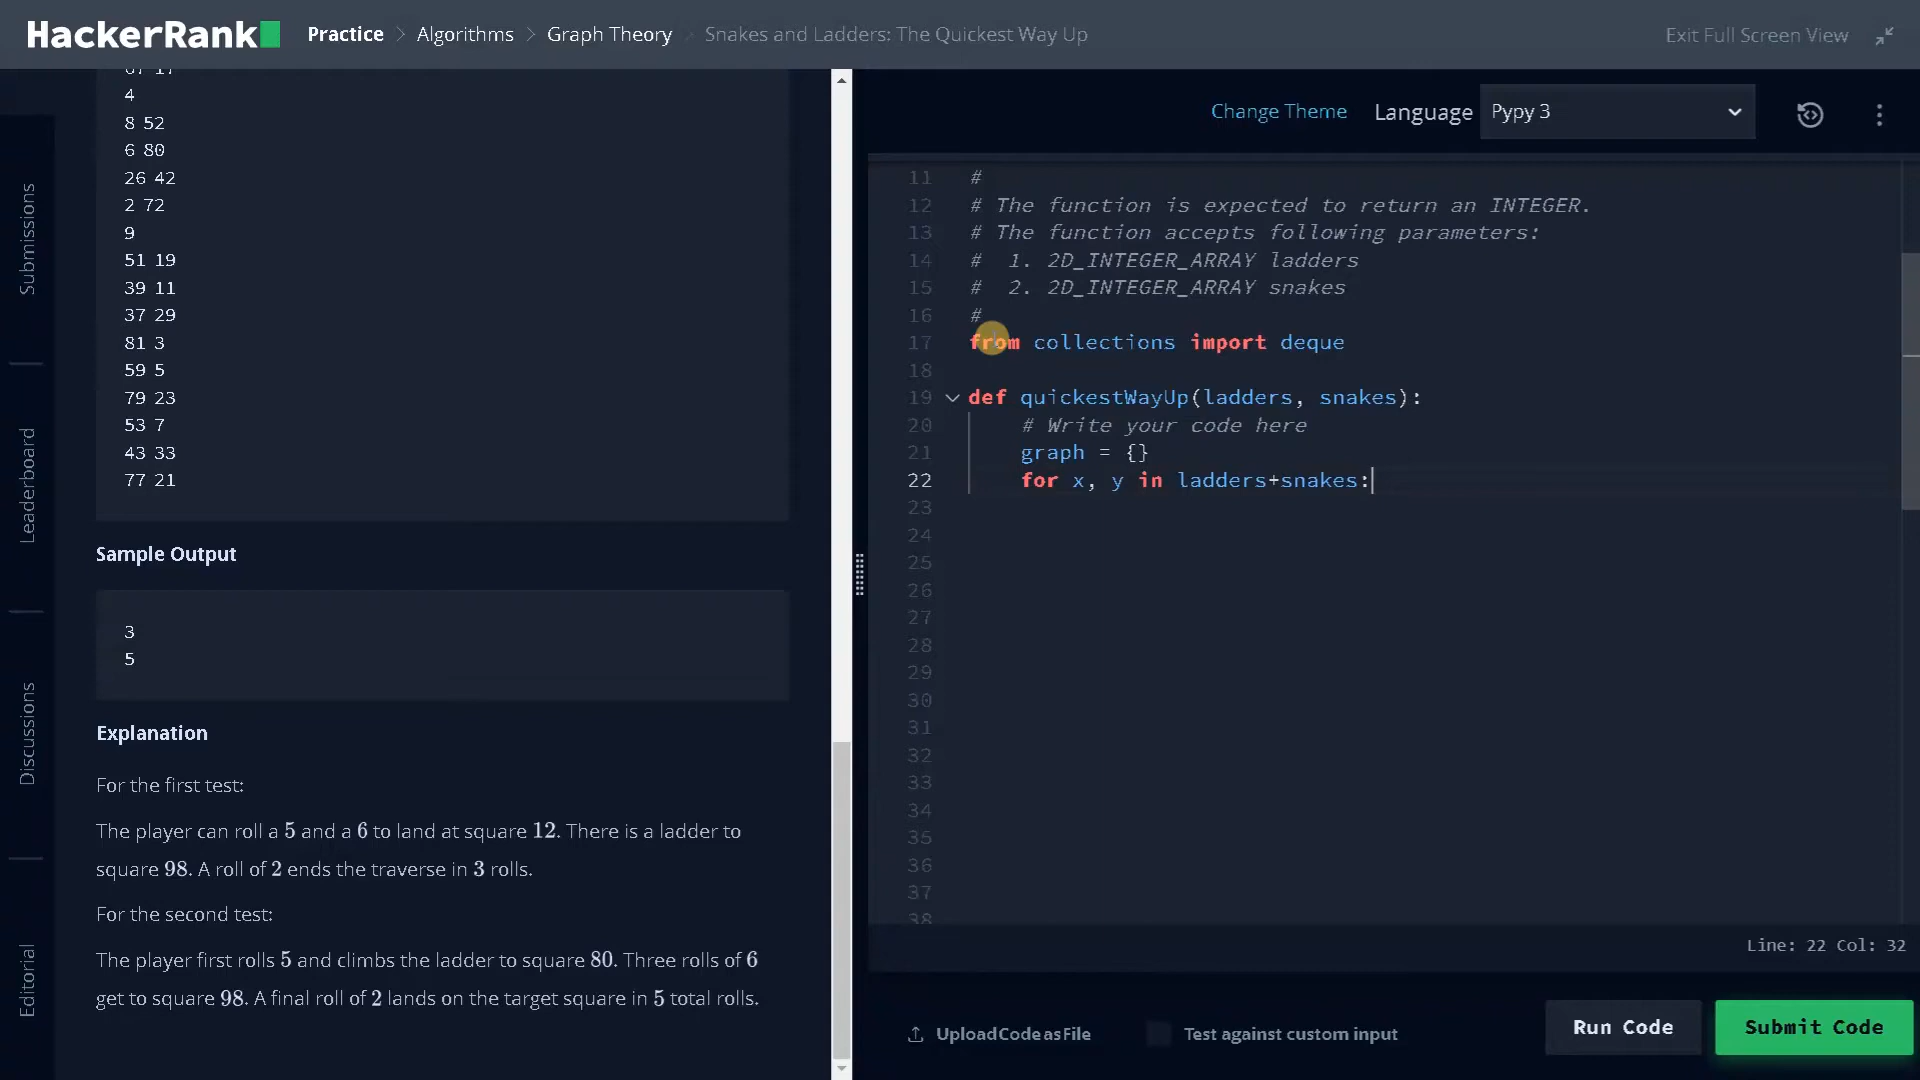 HackerRank Practice > Algorithms > Graph Theory > Snakes and Ladders: The Quickest Way Up Exit Full Screen View
Submissions
Leaderboard
Discussions
Editorial
67 17
4
8 52
6 80
26 42
2 72
9
51 19
39 11
37 29
81 3
59 5
79 23
53 7
43 33
77 21
Sample Output
3
5
Explanation
For the first test:
The player can roll a 5 and a 6 to land at square 12. There is a ladder to
square 98. A roll of 2 ends the traverse in 3 rolls.
For the second test:
The player first rolls 5 and climbs the ladder to square 80. Three rolls of 6
get to square 98. A final roll of 2 lands on the target square in 5 total rolls.
Change Theme Language Pypy 3
11 #
12 # The function is expected to return an INTEGER.
13 # The function accepts following parameters:
14 #  1. 2D_INTEGER_ARRAY ladders
15 #  2. 2D_INTEGER_ARRAY snakes
16 #
17 from collections import deque
18
19 def quickestWayUp(ladders, snakes):
20     # Write your code here
21     graph = {}
22     for x, y in ladders+snakes:
23
24
25
26
27
28
29
30
31
32
33
34
35
36
37
38
Line: 22 Col: 32
Upload Code as File Test against custom input Run Code Submit Code